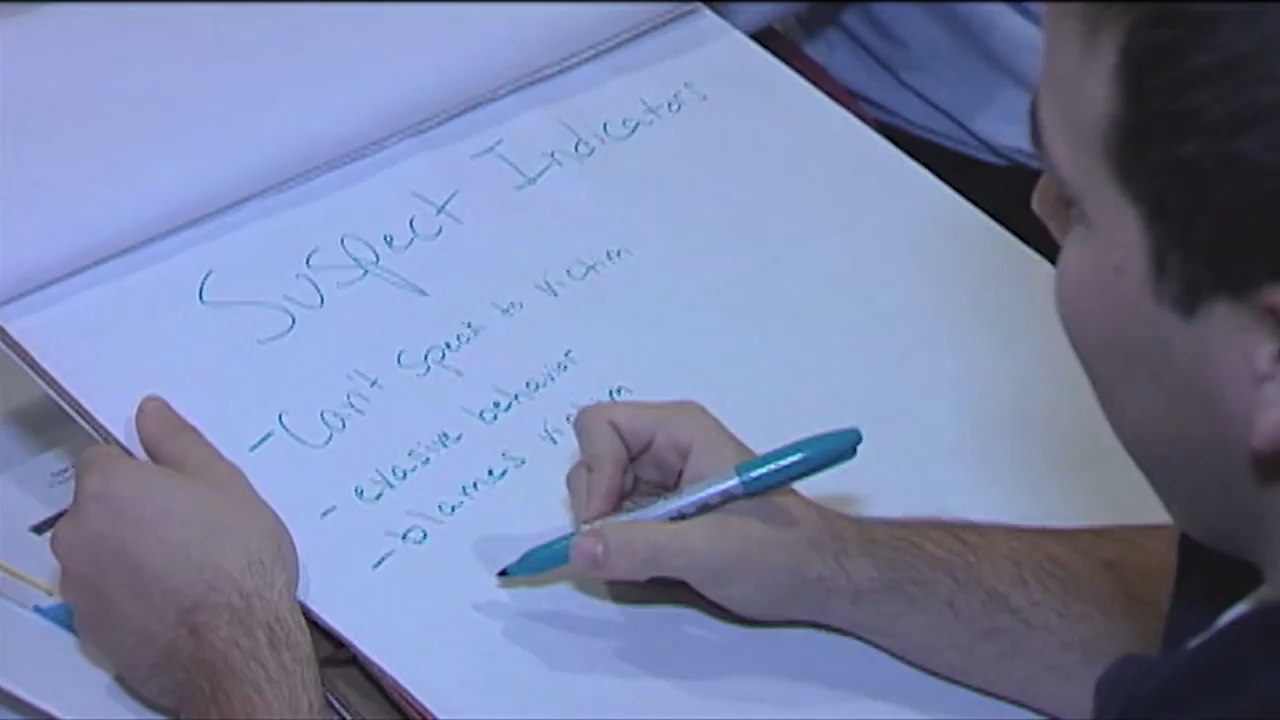 Suspect Indicators
- Can't Speak to victim
- evasive behavior
- blames victim